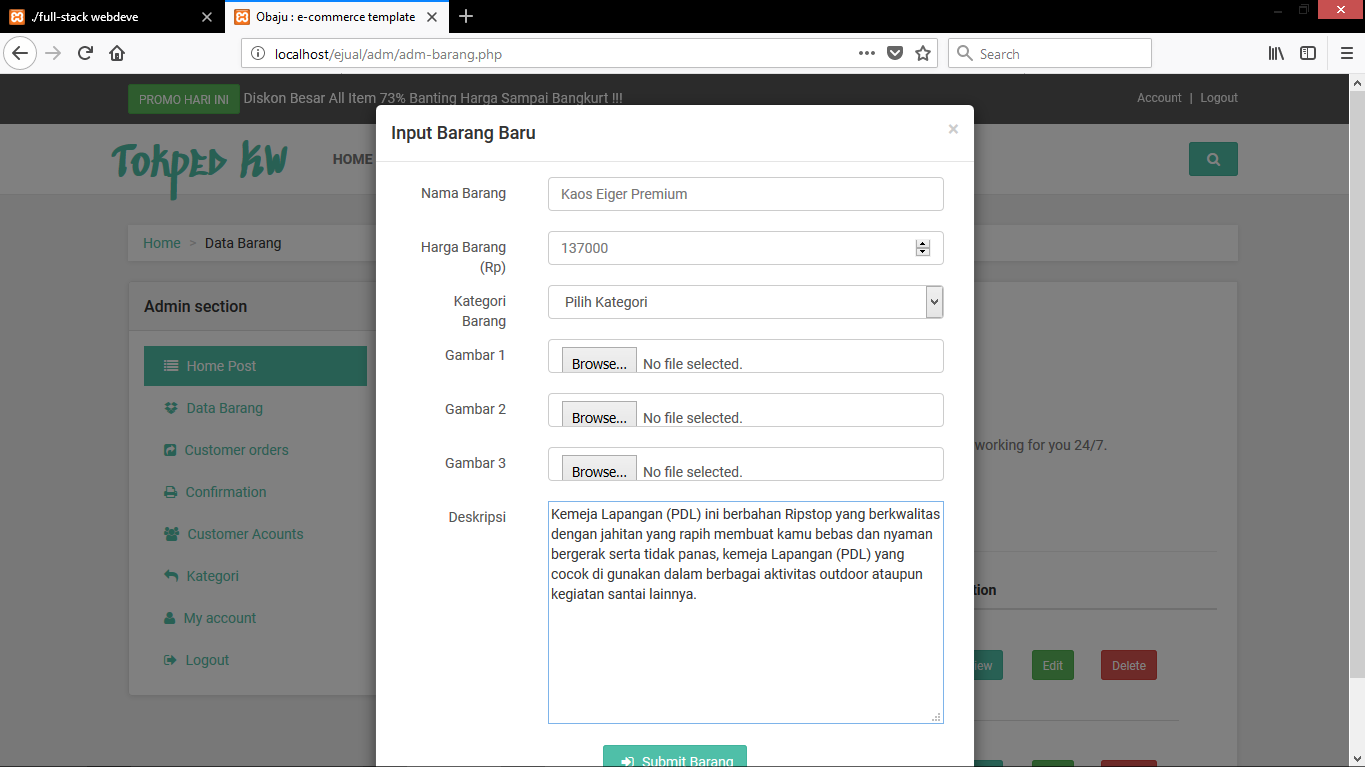 ./full-stack webdeve
Obaju : e-commerce template
localhost/ejual/adm/adm-barang.php
Search
PROMO HARI INI
Diskon Besar All Item 73% Banting Harga Sampai Bangkurt !!!
Account | Logout
TOKPED KW
HOME
Home > Data Barang
Admin section
Home Post
Data Barang
Customer orders
Confirmation
Customer Acounts
Kategori
My account
Logout
Input Barang Baru
×
Nama Barang
Kaos Eiger Premium
Harga Barang
(Rp)
137000
Kategori
Barang
Pilih Kategori
Gambar 1
Browse... No file selected.
Gambar 2
Browse... No file selected.
Gambar 3
Browse... No file selected.
Deskripsi
Kemeja Lapangan (PDL) ini berbahan Ripstop yang berkwalitas
dengan jahitan yang rapih membuat kamu bebas dan nyaman
bergerak serta tidak panas, kemeja Lapangan (PDL) yang
cocok di gunakan dalam berbagai aktivitas outdoor ataupun
kegiatan santai lainnya.
Submit Barang
working for you 24/7.
Edit
Delete